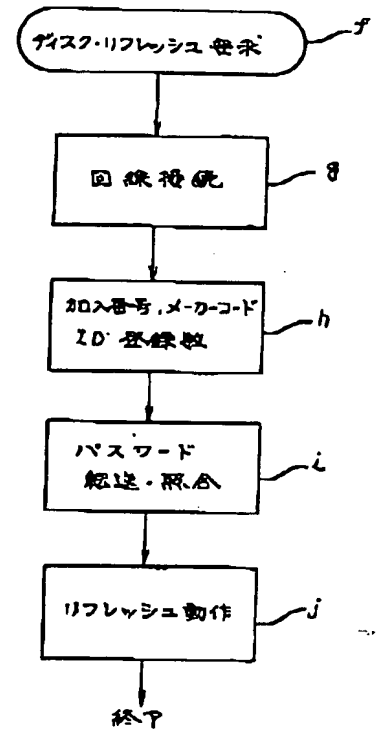 ディスク・リフレッシュ要求
f
回線接続
g
加入番号,メーカーコード
ID 登録数
h
パスワード
転送・照合
i
リフレッシュ動作
j
終了